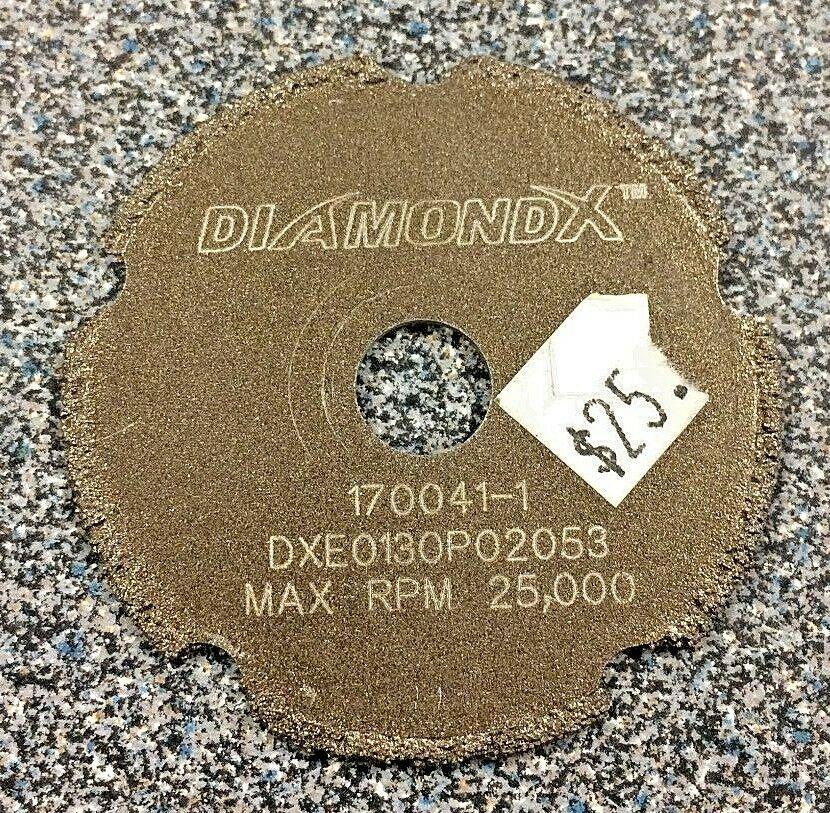 DIAMONDX™
$25.
170041-1
DXE0130P02053
MAX RPM 25,000